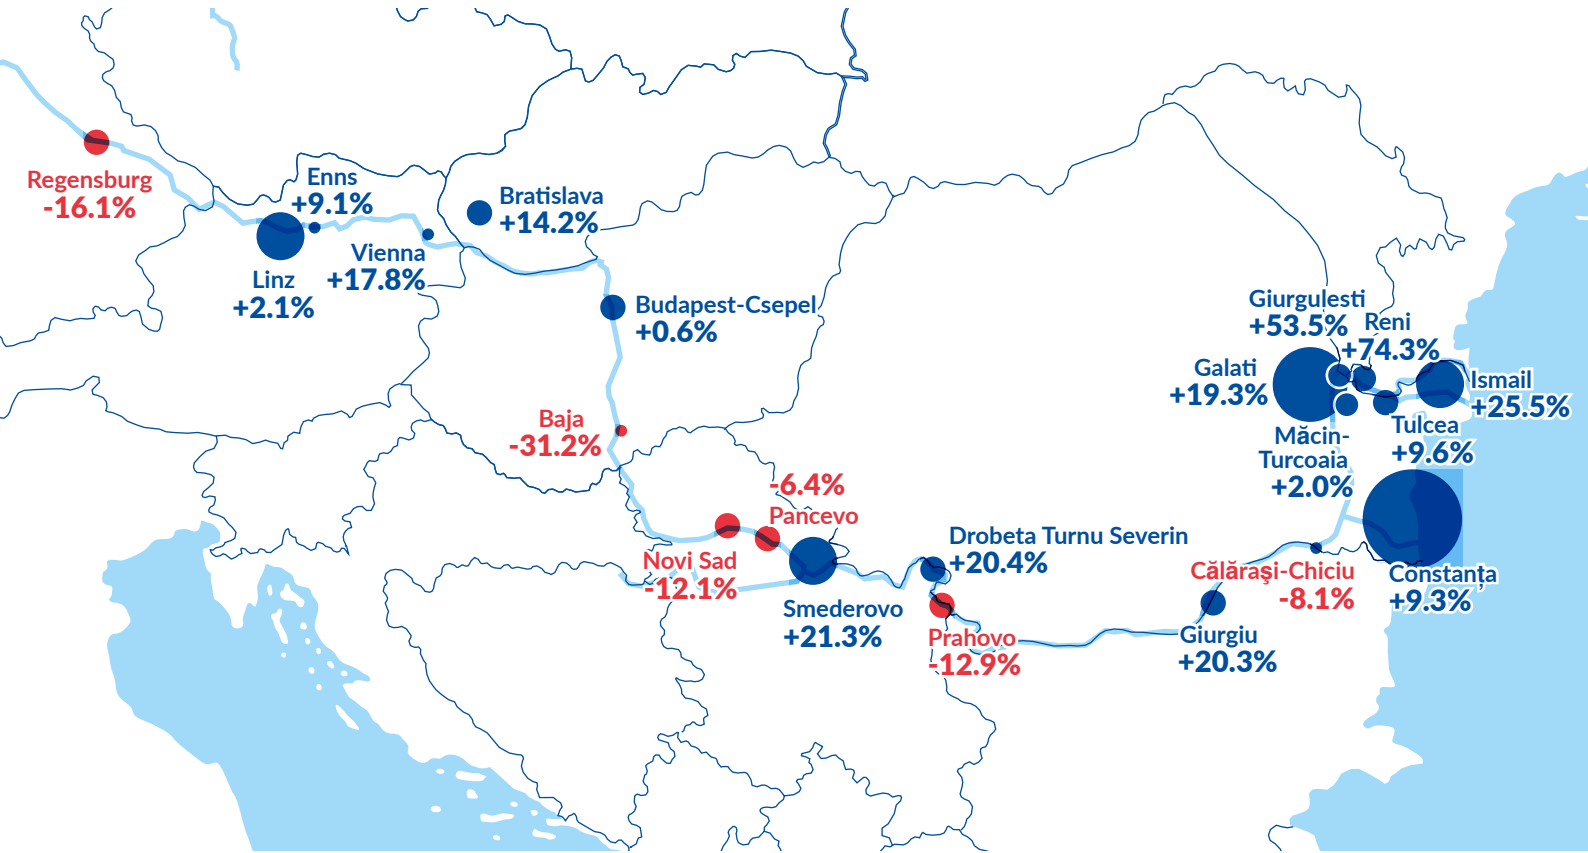 Regensburg
-16.1%
Enns
+9.1%
Linz
+2.1%
Vienna
+17.8%
Bratislava
+14.2%
Budapest-Csepel
+0.6%
Baja
-31.2%
-6.4%
Pancevo
Novi Sad
-12.1%
Smederovo
+21.3%
Drobeta Turnu Severin
+20.4%
Prahovo
-12.9%
Giurgiu
+20.3%
Călăraşi-Chiciu
-8.1%
Constanța
+9.3%
Giurgulesti
+53.5%
Reni
+74.3%
Galati
+19.3%
Ismail
+25.5%
Tulcea
+9.6%
Măcin-
Turcoaia
+2.0%